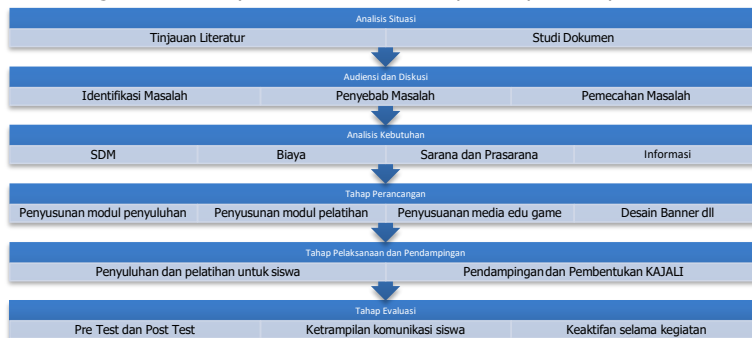 Analisis Situasi
Tinjauan Literatur Studi Dokumen
Audiensi dan Diskusi
Identifikasi Masalah Penyebab Masalah Pemecahan Masalah
Analisis Kebutuhan
SDM Biaya Sarana dan Prasarana Informasi
Tahap Perancangan
Penyusunan modul penyuluhan Penyusunan modul pelatihan Penyusuanan media edu game Desain Banner dll
Tahap Pelaksanaan dan Pendampingan
Penyuluhan dan pelatihan untuk siswa Pendampingan dan Pembentukan KAJALI
Tahap Evaluasi
Pre Test dan Post Test Ketrampilan komunikasi siswa Keaktifan selama kegiatan